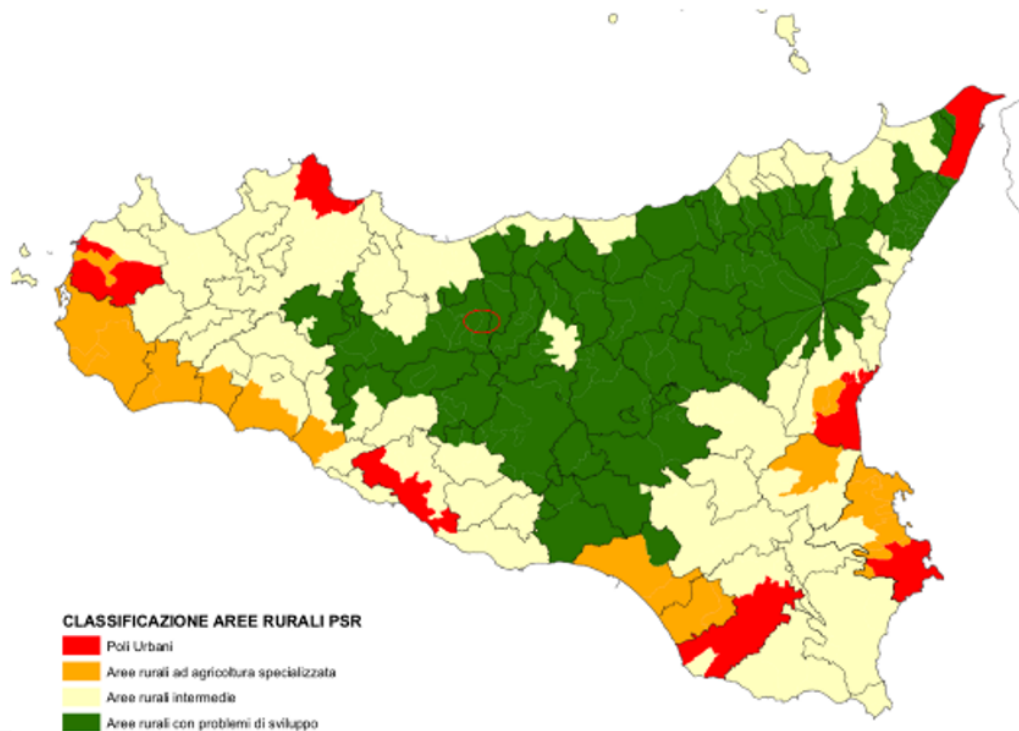 CLASSIFICAZIONE AREE RURALI PSR
Poli Urbani
Aree rurali ad agricoltura specializzata
Aree rurali intermedie
Aree rurali con problemi di sviluppo